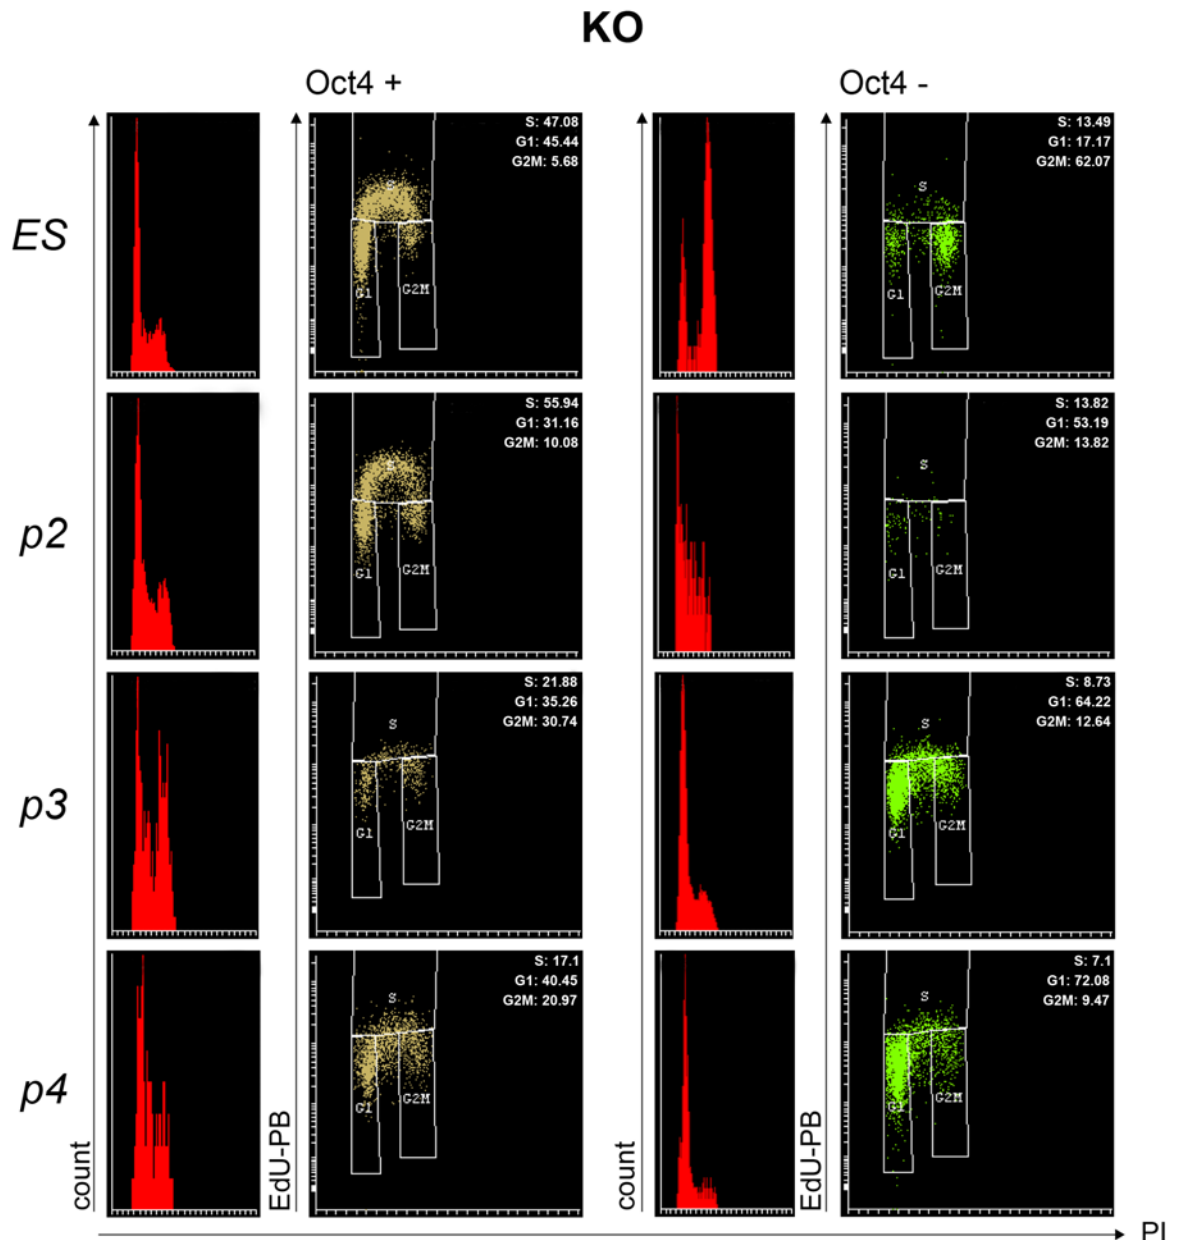 KO
Oct4 +
Oct4 -
ES
S: 47.08
G1: 45.44
G2M: 5.68
S
G1
G2M
S: 13.49
G1: 17.17
G2M: 62.07
S
G1
G2M
p2
S: 55.94
G1: 31.16
G2M: 10.08
S
G1
G2M
S: 13.82
G1: 53.19
G2M: 13.82
S
G1
G2M
p3
S: 21.88
G1: 35.26
G2M: 30.74
S
G1
G2M
S: 8.73
G1: 64.22
G2M: 12.64
S
G1
G2M
p4
S: 17.1
G1: 40.45
G2M: 20.97
S
G1
G2M
S: 7.1
G1: 72.08
G2M: 9.47
S
G1
G2M
count
EdU-PB
count
EdU-PB
PI